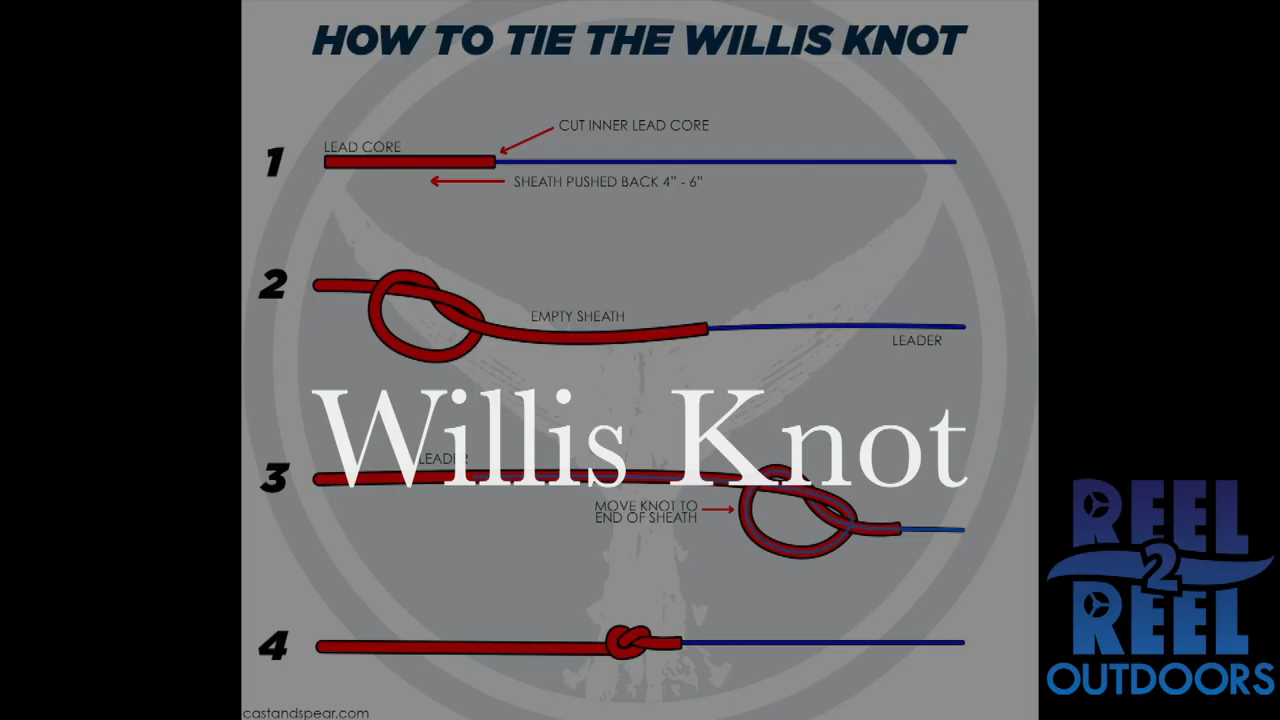 HOW TO TIE THE WILLIS KNOT
CUT INNER LEAD CORE
LEAD CORE
1
SHEATH PUSHED BACK 4" - 6"
2
EMPTY SHEATH
LEADER
Willis Knot
LEADER
3
MOVE KNOT TO
END OF SHEATH
4
castandspear.com
REEL
2
REEL
OUTDOORS